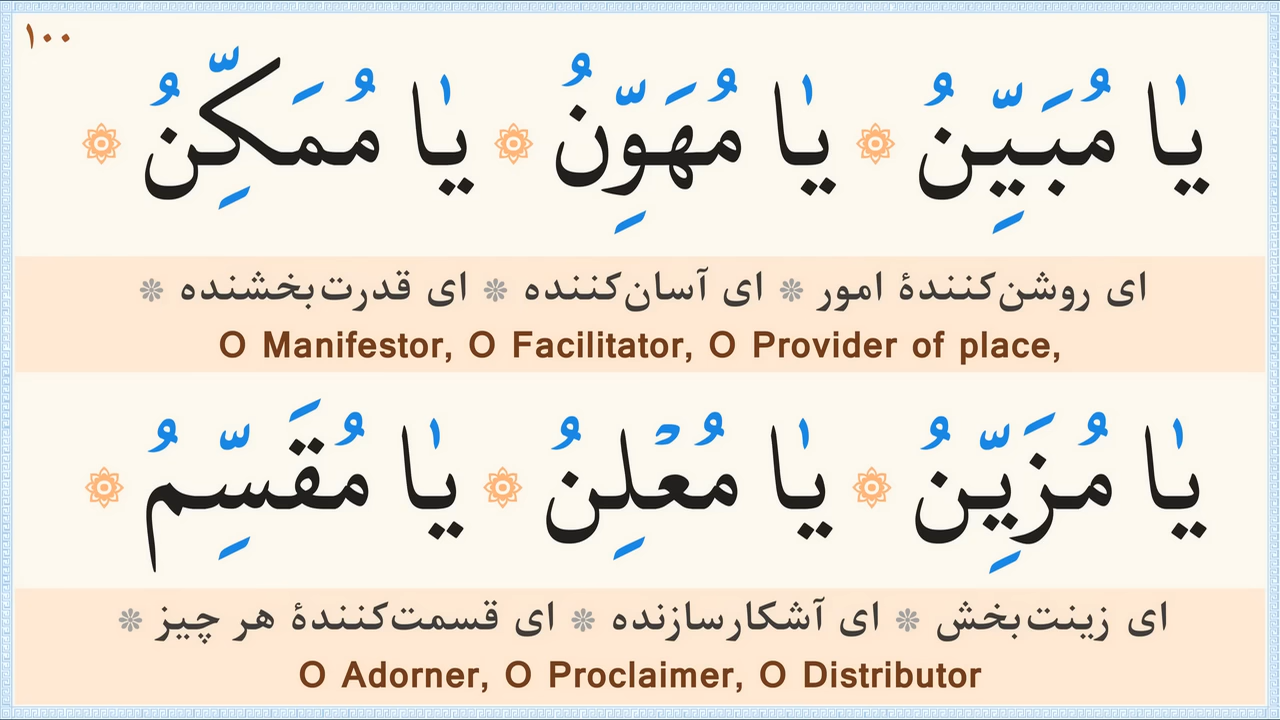 ۱۰۰
یٰا مُبَیِّنُ ۞ یٰا مُهَوِّنُ ۞ یٰا مُمَکِّنُ ۞
ای روشن‌کنندهٔ امور ❋ ای آسان‌کننده ❋ ای قدرت‌بخشنده ❋
O Manifestor, O Facilitator, O Provider of place,
یٰا مُزَیِّنُ ۞ یٰا مُعْلِنُ ۞ یٰا مُقَسِّمُ ۞
ای زینت‌بخش ❋ ای آشکارسازنده ❋ ای قسمت‌کنندهٔ هر چیز ❋
O Adorner, O Proclaimer, O Distributor